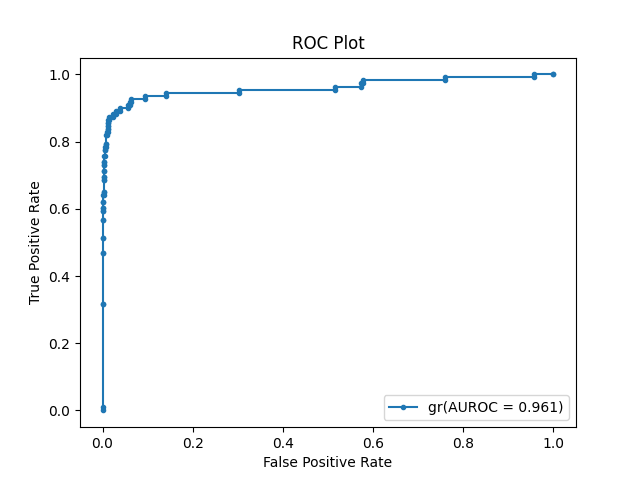 ROC Plot
1.0
0.8
0.6
0.4
0.2
0.0
True Positive Rate
gr(AUROC = 0.961)
0.0 0.2 0.4 0.6 0.8 1.0
False Positive Rate